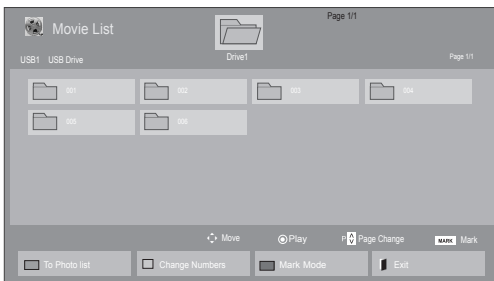 Page 1/1
Movie List
USB1 USB Drive
Drive1
Page 1/1
001 002 003 004
005 006
Move Play P Page Change MARK Mark
To Photo list Change Numbers Mark Mode Exit